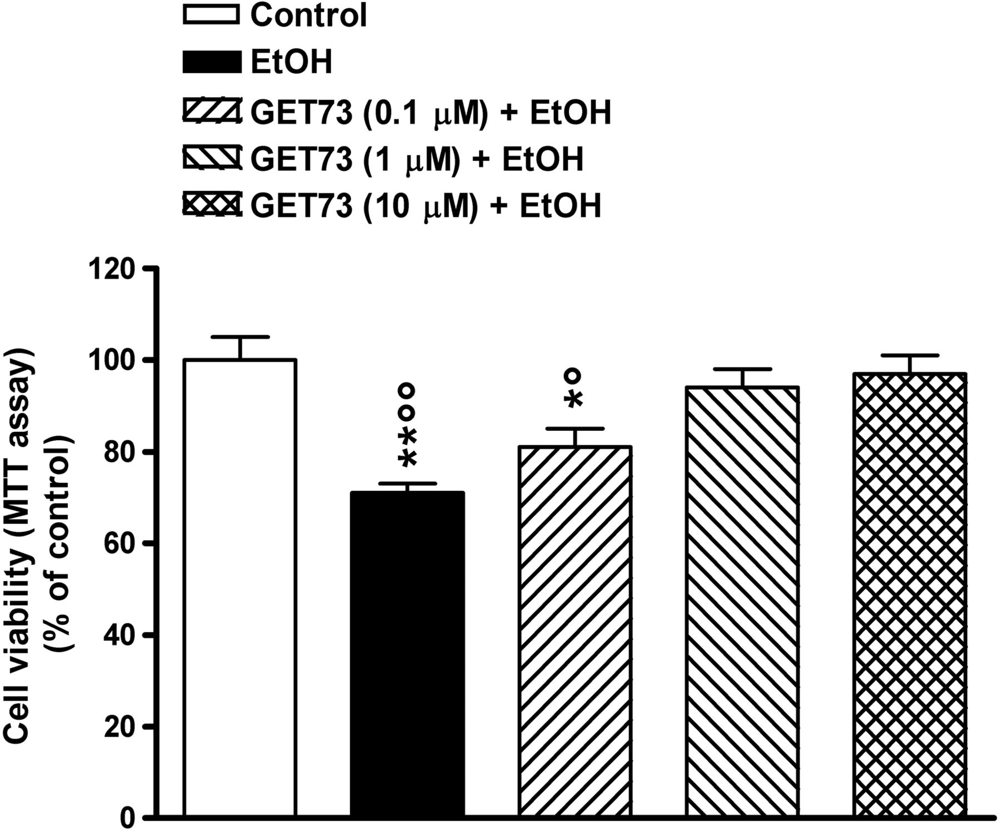 Control
EtOH
GET73 (0.1 μM) + EtOH
GET73 (1 μM) + EtOH
GET73 (10 μM) + EtOH
Cell viability (MTT assay)
(% of control)
120
100
80
60
40
20
0
**°°
*°